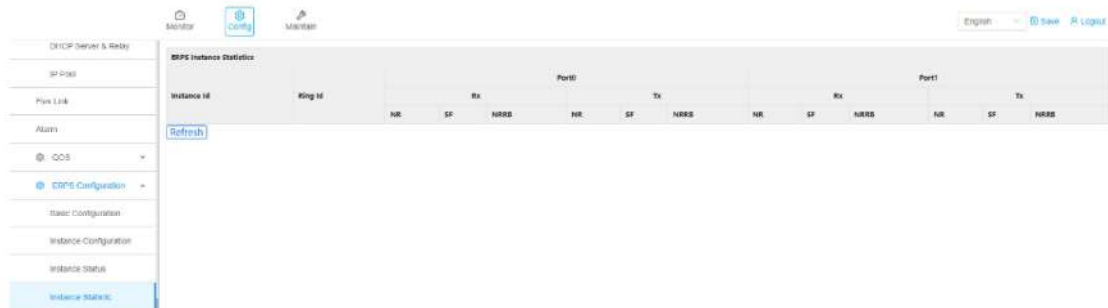 Monitor Config Maintain English Save Logout
DHCP Server & Relay
IP Pool
Flex Link
Alarm
QOS
ERPS Configuration
Basic Configuration
Instance Configuration
Instance Status
Instance Statistic
ERPS Instance Statistics
Port0 Port1
Instance Id Ring Id Rx Tx Rx Tx
NR SF NRRB NR SF NRRB NR SF NRRB NR SF NRRB
Refresh